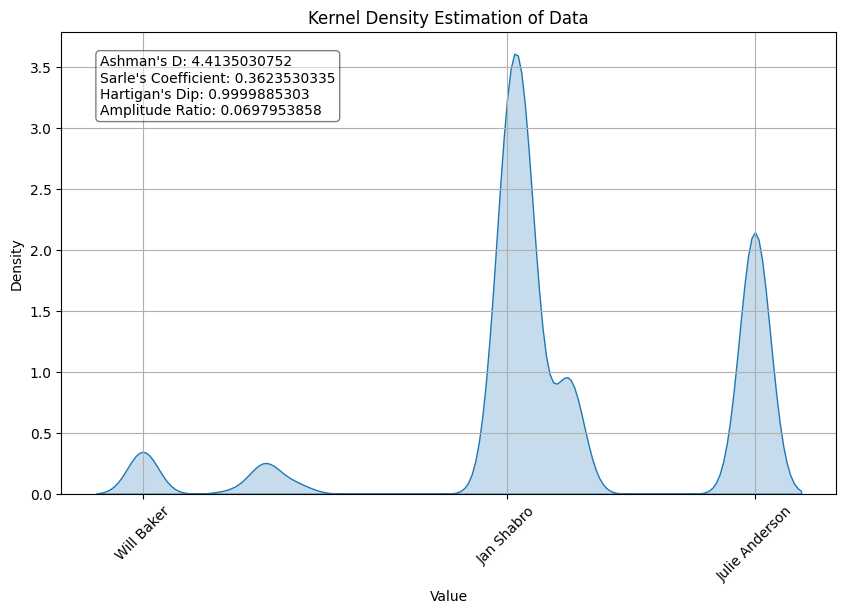 Kernel Density Estimation of Data
Ashman's D: 4.4135030752
Sarle's Coefficient: 0.3623530335
Hartigan's Dip: 0.9999885303
Amplitude Ratio: 0.0697953858
Density
3.5
3.0
2.5
2.0
1.5
1.0
0.5
0.0
Will Baker
Jan Shabro
Julie Anderson
Value